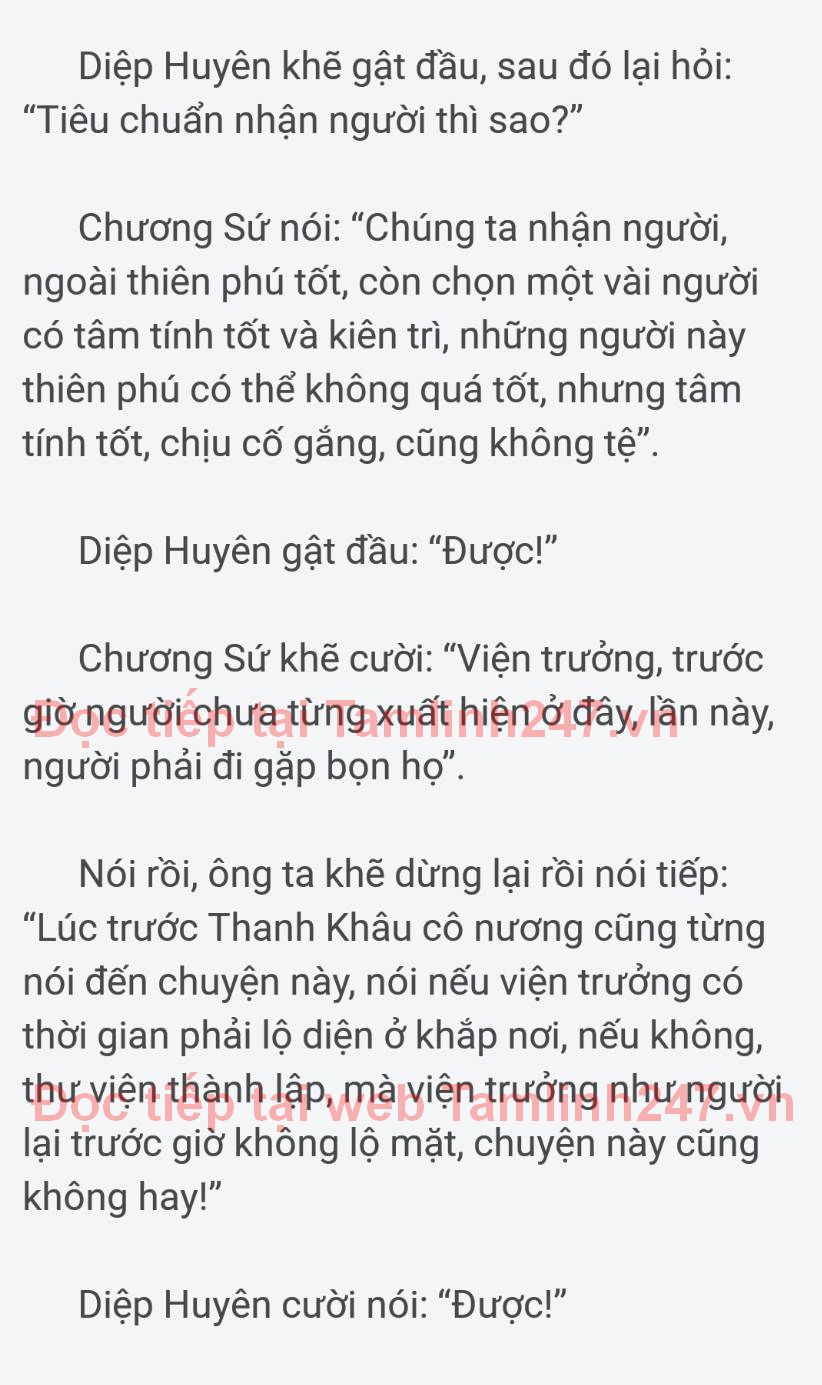 Diệp Huyên khẽ gật đầu, sau đó lại hỏi:
“Tiêu chuẩn nhận người thì sao?”
Chương Sứ nói: “Chúng ta nhận người,
ngoài thiên phú tốt, còn chọn một vài người
có tâm tính tốt và kiên trì, những người này
thiên phú có thể không quá tốt, nhưng tâm
tính tốt, chịu cố gắng, cũng không tệ”.
Diệp Huyên gật đầu: “Được!”
Chương Sứ khẽ cười: “Viện trưởng, trước
giờ người chưa từng xuất hiện ở đây, lần này,
Đọc tiếp tại Tamlinh247.vn
người phải đi gặp bọn họ”.
Nói rồi, ông ta khẽ dừng lại rồi nói tiếp:
“Lúc trước Thanh Khâu cô nương cũng từng
nói đến chuyện này, nói nếu viện trưởng có
thời gian phải lộ diện ở khắp nơi, nếu không,
thư viện thành lập, mà viện trưởng như người
Đọc tiếp tại web Tamlinh247.vn
lại trước giờ không lộ mặt, chuyện này cũng
không hay!”
Diệp Huyên cười nói: “Được!”